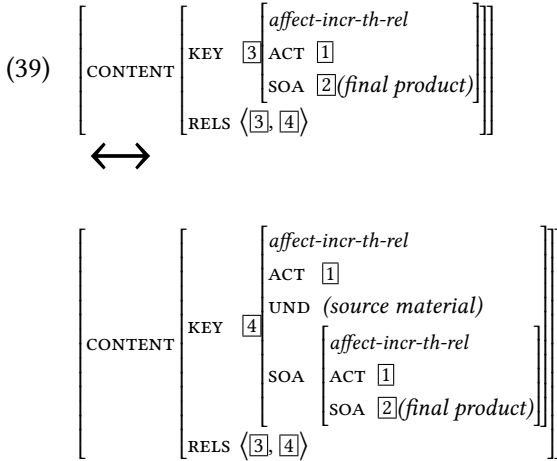 affect-incr-th-rel
(39) CONTENT KEY 3 ACT 1
SOA 2(final product)
RELS ⟨3, 4⟩
⟷
affect-incr-th-rel
ACT 1
UND (source material)
CONTENT KEY 4
affect-incr-th-rel
SOA ACT 1
SOA 2(final product)
RELS ⟨3, 4⟩